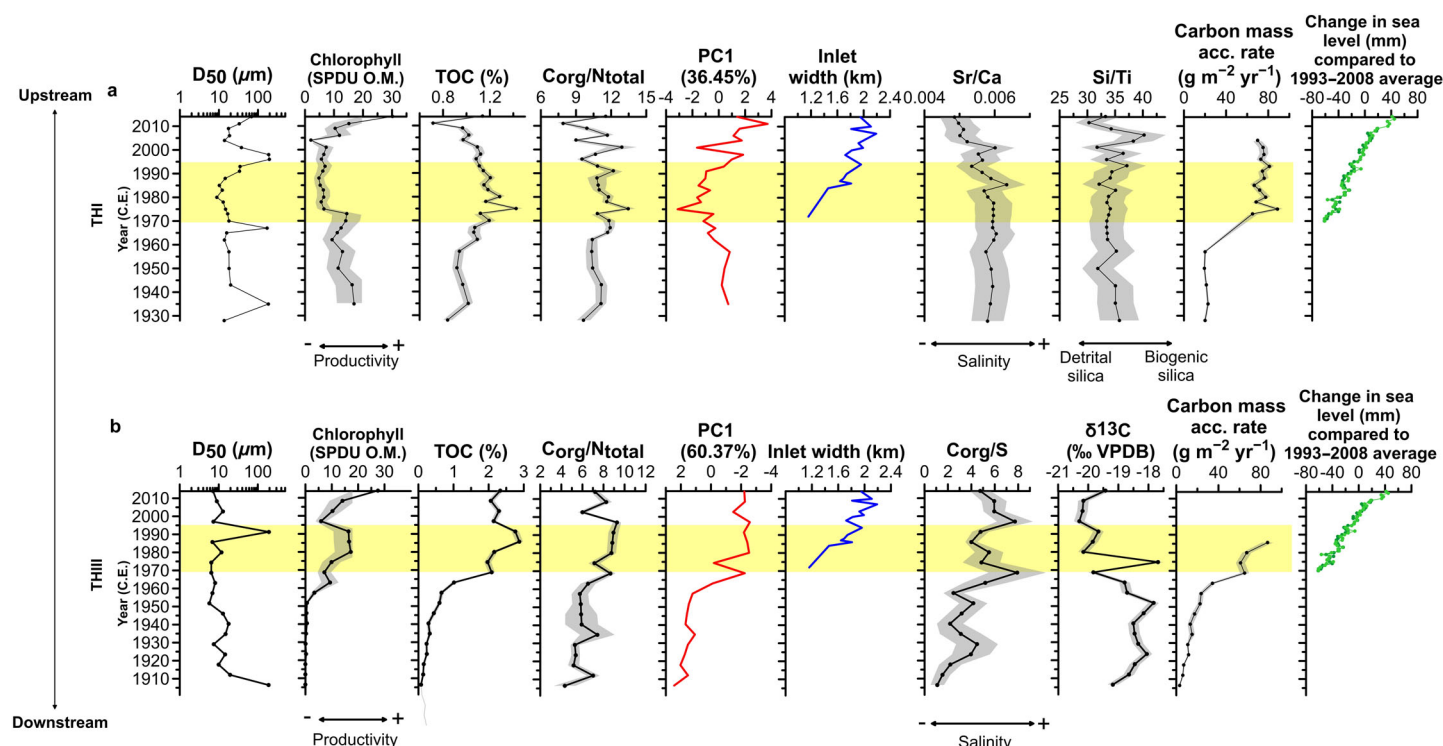 Upstream
a
D50 (µm)
Chlorophyll
(SPDU O.M.)
TOC (%)
Corg/Ntotal
PC1
(36.45%)
Inlet
width (km)
Sr/Ca
Si/Ti
Carbon mass
acc. rate
(g m−2 yr−1)
Change in sea
level (mm)
compared to
1993–2008 average
1 10 100
0 10 20 30
0.8 1.2
6 9 12 15
-4 -2 0 2 4
1.2 1.6 2 2.4
0.004 0.006
25 30 35 40
0 40 80
-80 -40 0 40 80
THI
Year (C.E.)
2010
2000
1990
1980
1970
1960
1950
1940
1930
- +
Productivity
- +
Salinity
Detrital
silica
Biogenic
silica
b
D50 (µm)
Chlorophyll
(SPDU O.M.)
TOC (%)
Corg/Ntotal
PC1
(60.37%)
Inlet width (km)
Corg/S
δ13C
(‰ VPDB)
Carbon mass
acc. rate
(g m−2 yr−1)
Change in sea
level (mm)
compared to
1993–2008 average
1 10 100
0 10 20 30
0 1 2 3
2 4 6 8 10 12
2 0 -2 -4
1.2 1.6 2 2.4
0 2 4 6 8
-21 -20 -19 -18
0 40 80
-80 -40 0 40 80
THIII
Year (C.E.)
2010
2000
1990
1980
1970
1960
1950
1940
1930
1920
1910
Downstream
- +
Productivity
- +
Salinity